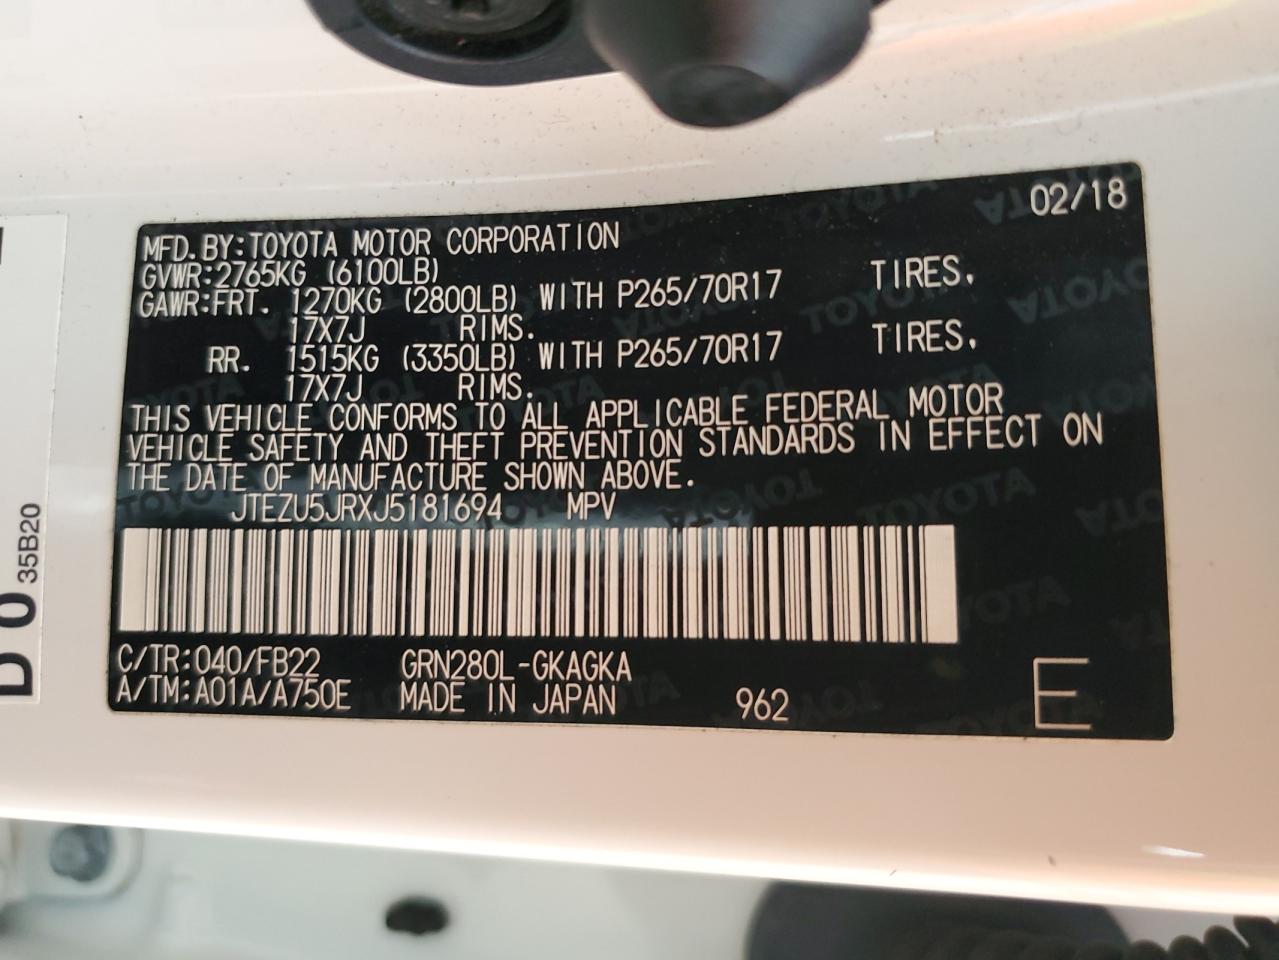 02/18
MFD.BY:TOYOTA MOTOR CORPORATION
GVWR:2765KG (6100LB)
GAWR:FRT. 1270KG (2800LB) WITH P265/70R17 TIRES,
17X7J RIMS.
RR. 1515KG (3350LB) WITH P265/70R17 TIRES,
17X7J RIMS.
THIS VEHICLE CONFORMS TO ALL APPLICABLE FEDERAL MOTOR
VEHICLE SAFETY AND THEFT PREVENTION STANDARDS IN EFFECT ON
THE DATE OF MANUFACTURE SHOWN ABOVE.
JTEZU5JRXJ5181694 MPV
C/TR:040/FB22 GRN280L-GKAGKA
A/TM:A01A/A750E MADE IN JAPAN 962
E
35B20